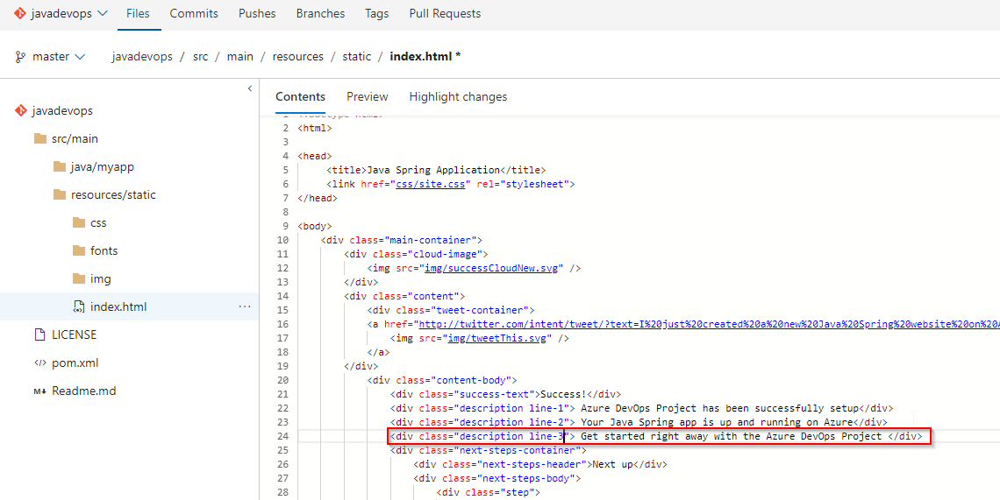 javadevops Files Commits Pushes Branches Tags Pull Requests
master javadevops / src / main / resources / static / index.html *
javadevops
src/main
java/myapp
resources/static
css
fonts
img
index.html ...
LICENSE
pom.xml
Readme.md
Contents Preview Highlight changes
2 <html>
3
4 <head>
5 <title>Java Spring Application</title>
6 <link href="css/site.css" rel="stylesheet">
7 </head>
8
9 <body>
10 <div class="main-container">
11 <div class="cloud-image">
12 <img src="img/successCloudNew.svg" />
13 </div>
14 <div class="content">
15 <div class="tweet-container">
16 <a href="http://twitter.com/intent/tweet/?text=I%20just%20created%20a%20new%20Java%20Spring%20website%20on%20A
17 <img src="img/tweetThis.svg" />
18 </a>
19 </div>
20 <div class="content-body">
21 <div class="success-text">Success!</div>
22 <div class="description line-1"> Azure DevOps Project has been successfully setup</div>
23 <div class="description line-2"> Your Java Spring app is up and running on Azure</div>
24 <div class="description line-3"> Get started right away with the Azure DevOps Project </div>
25 <div class="next-steps-container">
26 <div class="next-steps-header">Next up</div>
27 <div class="next-steps-body">
28 <div class="step">